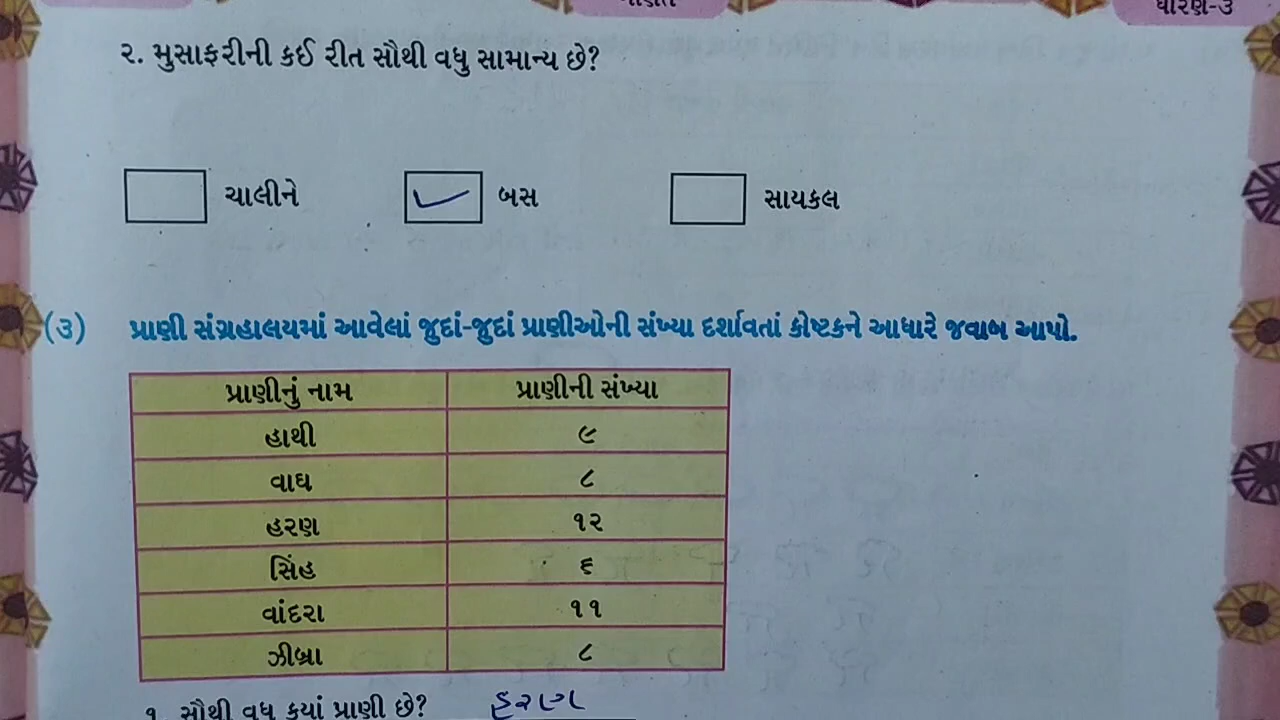 ધોરણ-૩
૨. મુસાફરીની કઈ રીત સૌથી વધુ સામાન્ય છે?
ચાલીને બસ સાયકલ
(૩) પ્રાણી સંગ્રહાલયમાં આવેલાં જુદાં-જુદાં પ્રાણીઓની સંખ્યા દર્શાવતાં કોષ્ટકને આધારે જવાબ આપો.
પ્રાણીનું નામ પ્રાણીની સંખ્યા
હાથી ૯
વાઘ ૮
હરણ ૧૨
સિંહ ૬
વાંદરા ૧૧
ઝીબ્રા ૮
૧. સૌથી વધુ કયાં પ્રાણી છે? હરણ